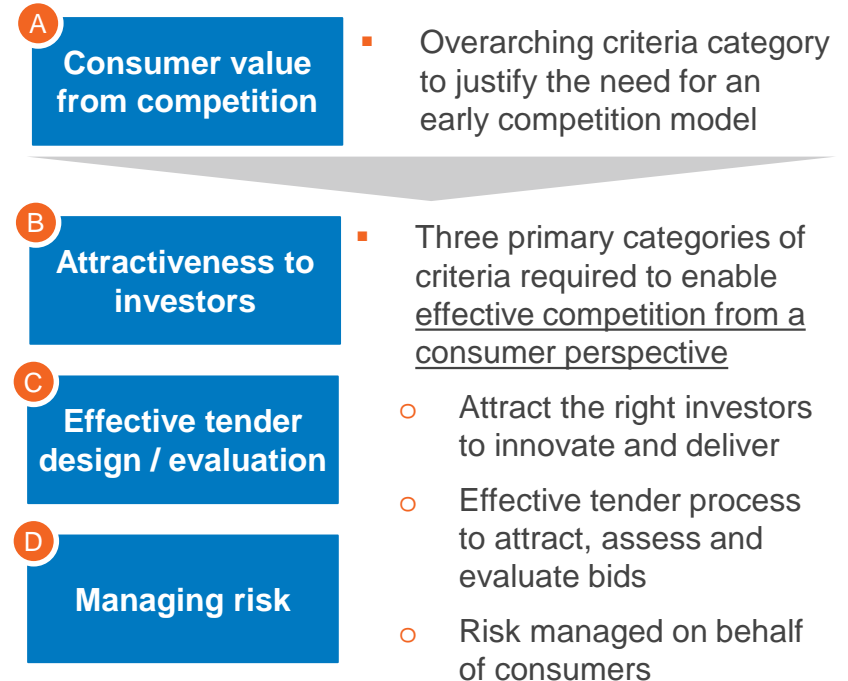 A
Consumer value
from competition
▪ Overarching criteria category
to justify the need for an
early competition model
B
Attractiveness to
investors
C
Effective tender
design / evaluation
D
Managing risk
▪ Three primary categories of
criteria required to enable
effective competition from a
consumer perspective
o Attract the right investors
to innovate and deliver
o Effective tender process
to attract, assess and
evaluate bids
o Risk managed on behalf
of consumers